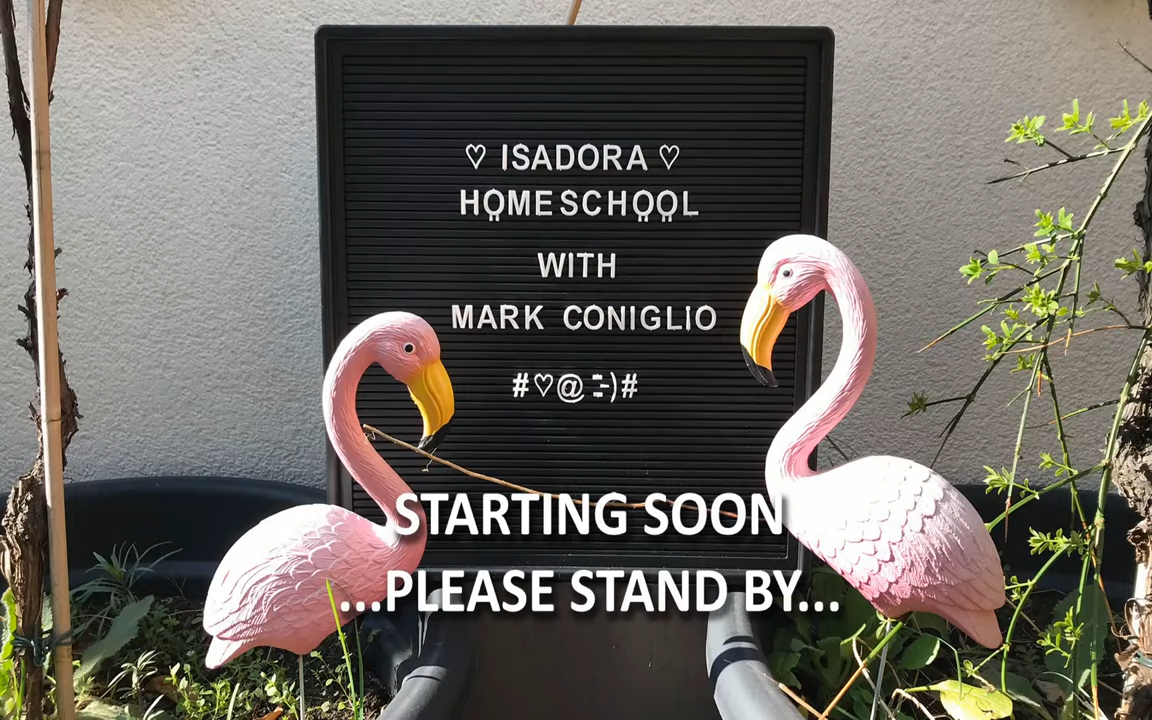 ♡ ISADORA ♡
HOMESCHOOL
WITH
MARK CONIGLIO
#♡@ :-)#
STARTING SOON
...PLEASE STAND BY...